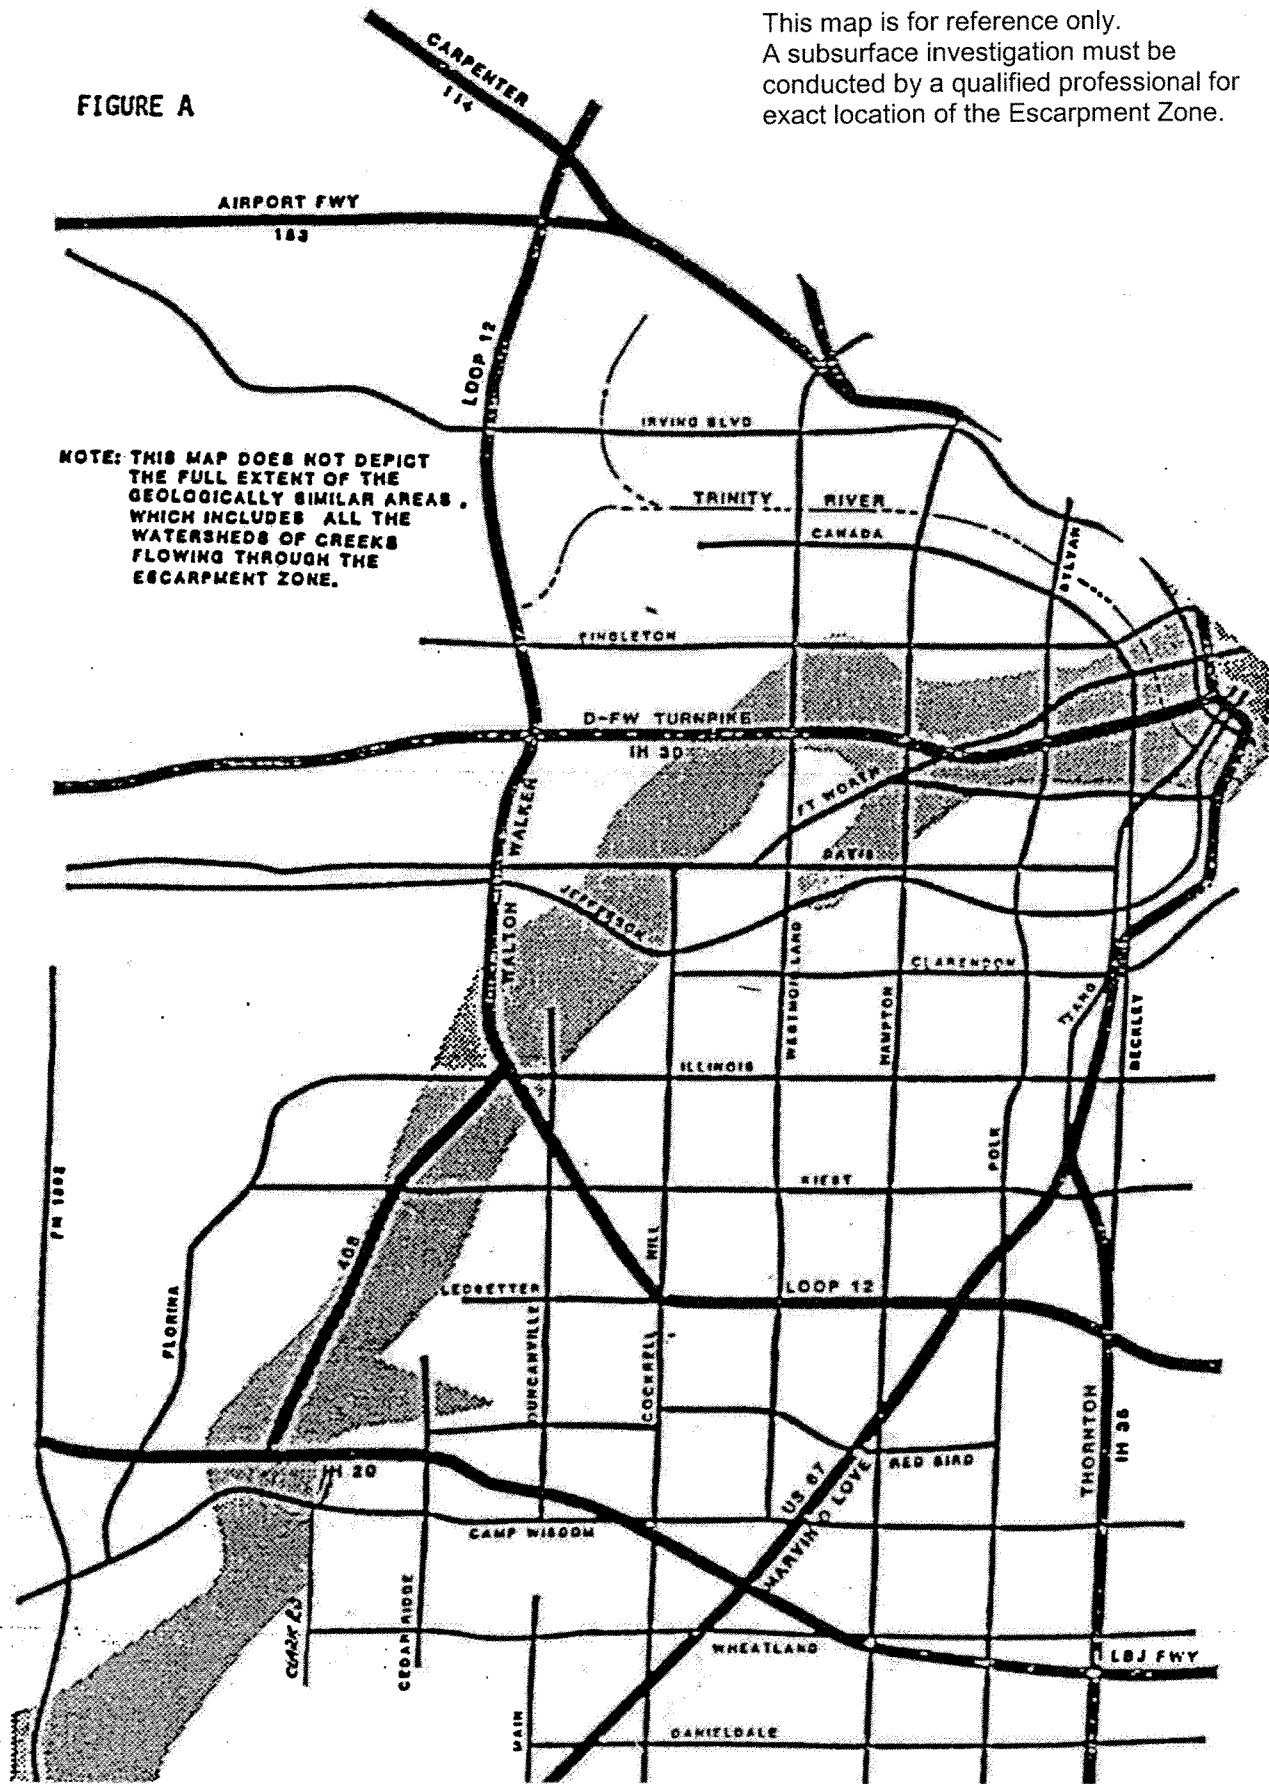 This map is for reference only.
A subsurface investigation must be
conducted by a qualified professional for
exact location of the Escarpment Zone.
FIGURE A
CARPENTER
114
AIRPORT FWY
183
LOOP 12
IRVING BLVD
NOTE: THIS MAP DOES NOT DEPICT
THE FULL EXTENT OF THE
GEOLOGICALLY SIMILAR AREAS.
WHICH INCLUDES ALL THE
WATERSHEDS OF CREEKS
FLOWING THROUGH THE
ESCARPMENT ZONE.
TRINITY RIVER
CANADA
SYLVAN
SINGLETON
D-FW TURNPIKE
IH 30
FT WORTH
WALKER
DAVIS
JEFFERSON
WALTON
WESTMORELAND
CLARENDON
HAMPTON
TYANG
BECKLEY
ILLINOIS
POLK
KIEST
408
HILL
LEDBETTER
LOOP 12
FLORINA
DUNCANVILLE
COCKRELL
THORNTON
IH 35
IH 20
RED BIRD
US 67
MARVIN D LOVE
CAMP WISDOM
CLARK RD
CEDAR RIDGE
WHEATLAND
LBJ FWY
MAIN
DANIELDALE